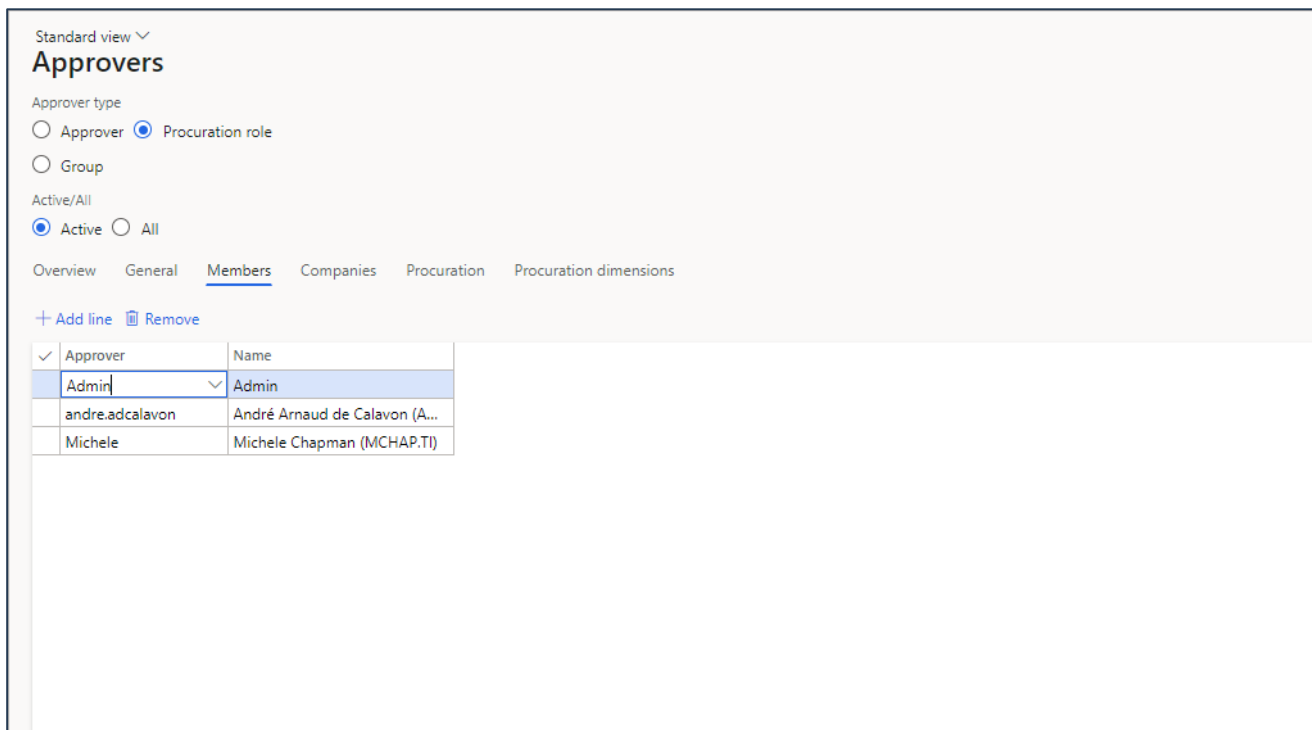 Standard view
Approvers
Approver type
Approver Procuration role
Group
Active/All
Active All
Overview General Members Companies Procuration Procuration dimensions
Add line Remove
Approver Name
Admin Admin
andre.adcalavon André Arnaud de Calavon (A...
Michele Michele Chapman (MCHAP.TI)